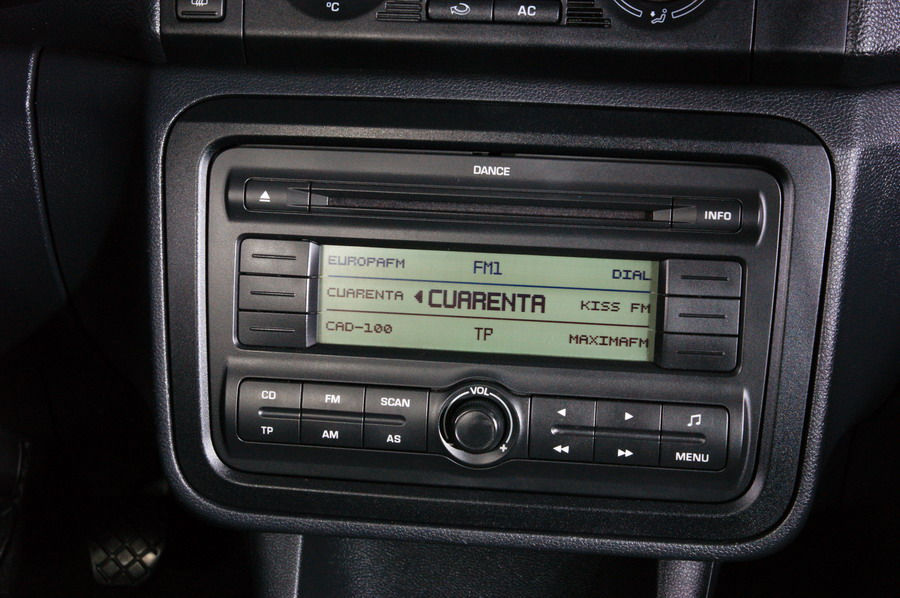 °C
AC
DANCE
INFO
EUROPAFM FM1 DIAL
CUARENTA CUARENTA KISS FM
CAD-100 TP MAXIMAFM
CD FM SCAN VOL
TP AM AS - + MENU